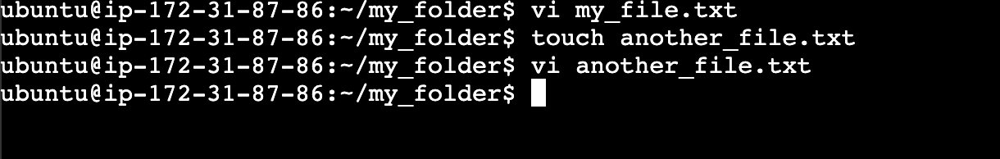 ubuntu@ip-172-31-87-86:~/my_folder$ vi my_file.txt
ubuntu@ip-172-31-87-86:~/my_folder$ touch another_file.txt
ubuntu@ip-172-31-87-86:~/my_folder$ vi another_file.txt
ubuntu@ip-172-31-87-86:~/my_folder$